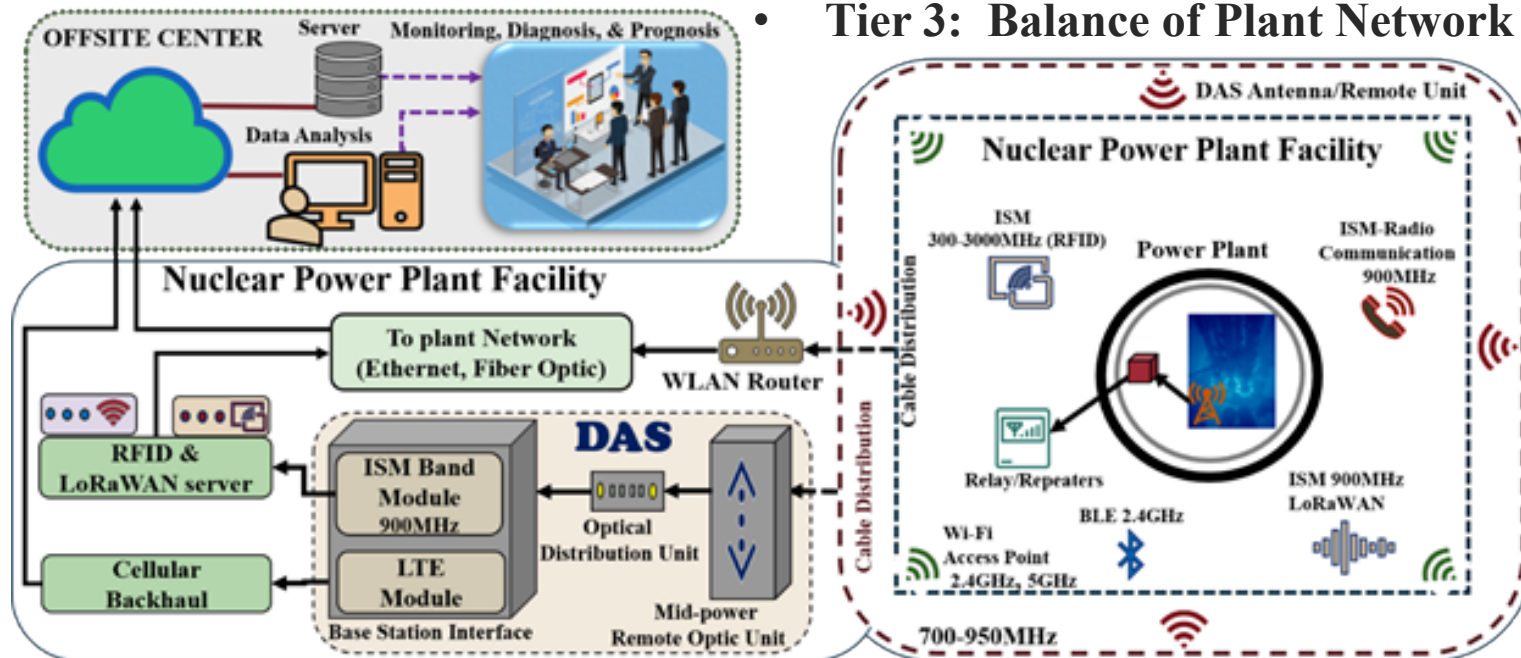 • Tier 3: Balance of Plant Network
OFFSITE CENTER
Server
Monitoring, Diagnosis, & Prognosis
Data Analysis
Nuclear Power Plant Facility
To plant Network
(Ethernet, Fiber Optic)
WLAN Router
RFID &
LoRaWAN server
Cellular
Backhaul
DAS
ISM Band
Module
900MHz
LTE
Module
Base Station Interface
Optical
Distribution Unit
Mid-power
Remote Optic Unit
Cable Distribution
Cable Distribution
DAS Antenna/Remote Unit
Nuclear Power Plant Facility
ISM
300-3000MHz (RFID)
Power Plant
ISM-Radio
Communication
900MHz
Relay/Repeaters
Wi-Fi
Access Point
2.4GHz, 5GHz
BLE 2.4GHz
ISM 900MHz
LoRaWAN
700-950MHz